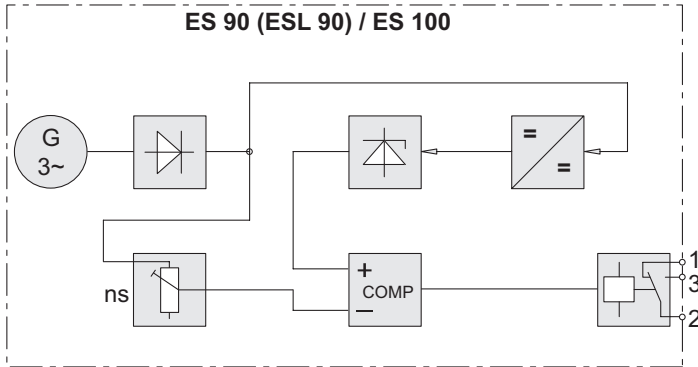 ES 90 (ESL 90) / ES 100
G
3~
=
=
ns
+
COMP
–
1
3
2